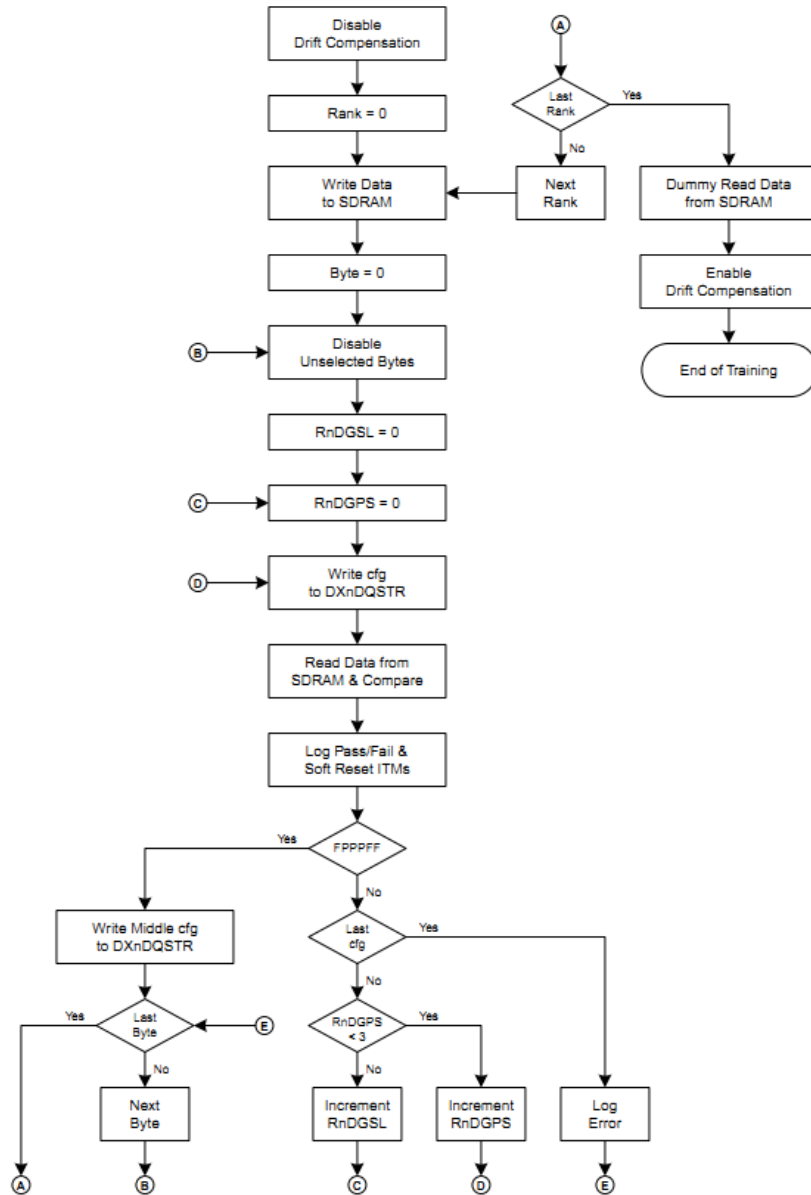 Disable
Drift Compensation
A
Last
Rank
Yes
No
Rank = 0
Write Data
to SDRAM
Next
Rank
Dummy Read Data
from SDRAM
Byte = 0
Enable
Drift Compensation
B
Disable
Unselected Bytes
End of Training
RnDGSL = 0
C
RnDGPS = 0
D
Write cfg
to DXnDQSTR
Read Data from
SDRAM & Compare
Log Pass/Fail &
Soft Reset ITMs
Yes
FPPPFF
No
Write Middle cfg
to DXnDQSTR
Last
cfg
Yes
No
Yes
Last
Byte
E
RnDGPS
< 3
Yes
No
No
Next
Byte
Increment
RnDGSL
Increment
RnDGPS
Log
Error
A
B
C
D
E